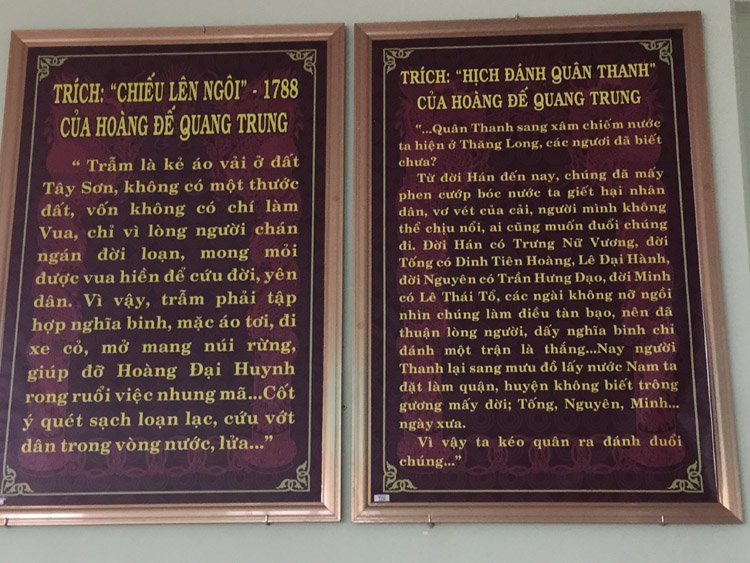 TRÍCH: “CHIẾU LÊN NGÔI” - 1788
CỦA HOÀNG ĐẾ QUANG TRUNG
“ Trẫm là kẻ áo vải ở đất
Tây Sơn, không có một thước
đất, vốn không có chí làm
Vua, chỉ vì lòng người chán
ngán đời loạn, mong mỏi
được vua hiền để cứu đời, yên
dân. Vì vậy, trẫm phải tập
hợp nghĩa binh, mặc áo tơi, đi
xe cỏ, mở mang núi rừng,
giúp đỡ Hoàng Đại Huynh
rong ruổi việc nhung mã...Cốt
ý quét sạch loạn lạc, cứu vớt
dân trong vòng nước, lửa...”
TRÍCH: “HỊCH ĐÁNH QUÂN THANH”
CỦA HOÀNG ĐẾ QUANG TRUNG
“...Quân Thanh sang xâm chiếm nước
ta hiện ở Thăng Long, các ngươi đã biết
chưa?
Từ đời Hán đến nay, chúng đã mấy
phen cướp bóc nước ta giết hại nhân
dân, vơ vét của cải, người mình không
thể chịu nổi, ai cũng muốn đuổi chúng
đi. Đời Hán có Trưng Nữ Vương, đời
Tống có Đinh Tiên Hoàng, Lê Đại Hành,
đời Nguyên có Trần Hưng Đạo, đời Minh
có Lê Thái Tổ, các ngài không nỡ ngồi
nhìn chúng làm điều tàn bạo, nên đã
thuận lòng người, dấy nghĩa binh chỉ
đánh một trận là thắng...Nay người
Thanh lại sang mưu đồ lấy nước Nam ta
đặt làm quận, huyện không biết trông
gương mấy đời; Tống, Nguyên, Minh...
ngày xưa.
Vì vậy ta kéo quân ra đánh đuổi
chúng...”